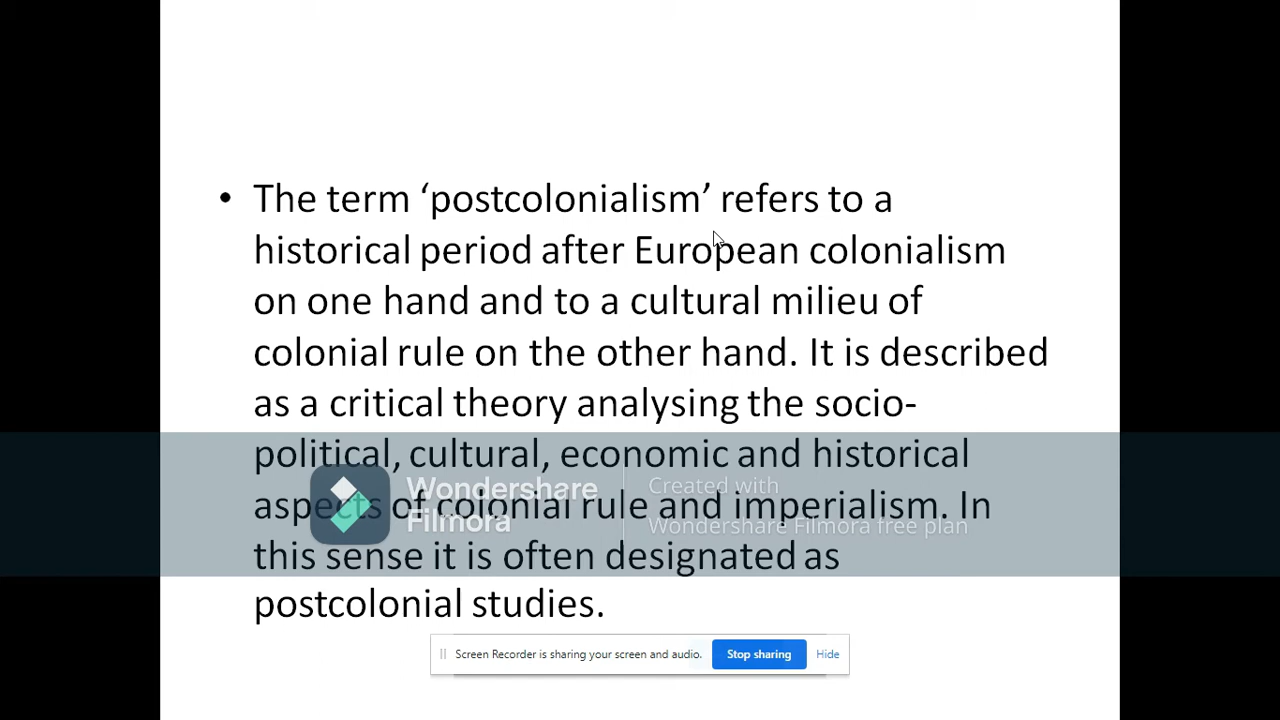 • The term ‘postcolonialism’ refers to a
historical period after European colonialism
on one hand and to a cultural milieu of
colonial rule on the other hand. It is described
as a critical theory analysing the socio-
political, cultural, economic and historical
aspects of colonial rule and imperialism. In
this sense it is often designated as
postcolonial studies.
Wondershare
Filmora
Created with
Wondershare Filmora free plan
Screen Recorder is sharing your screen and audio. Stop sharing Hide